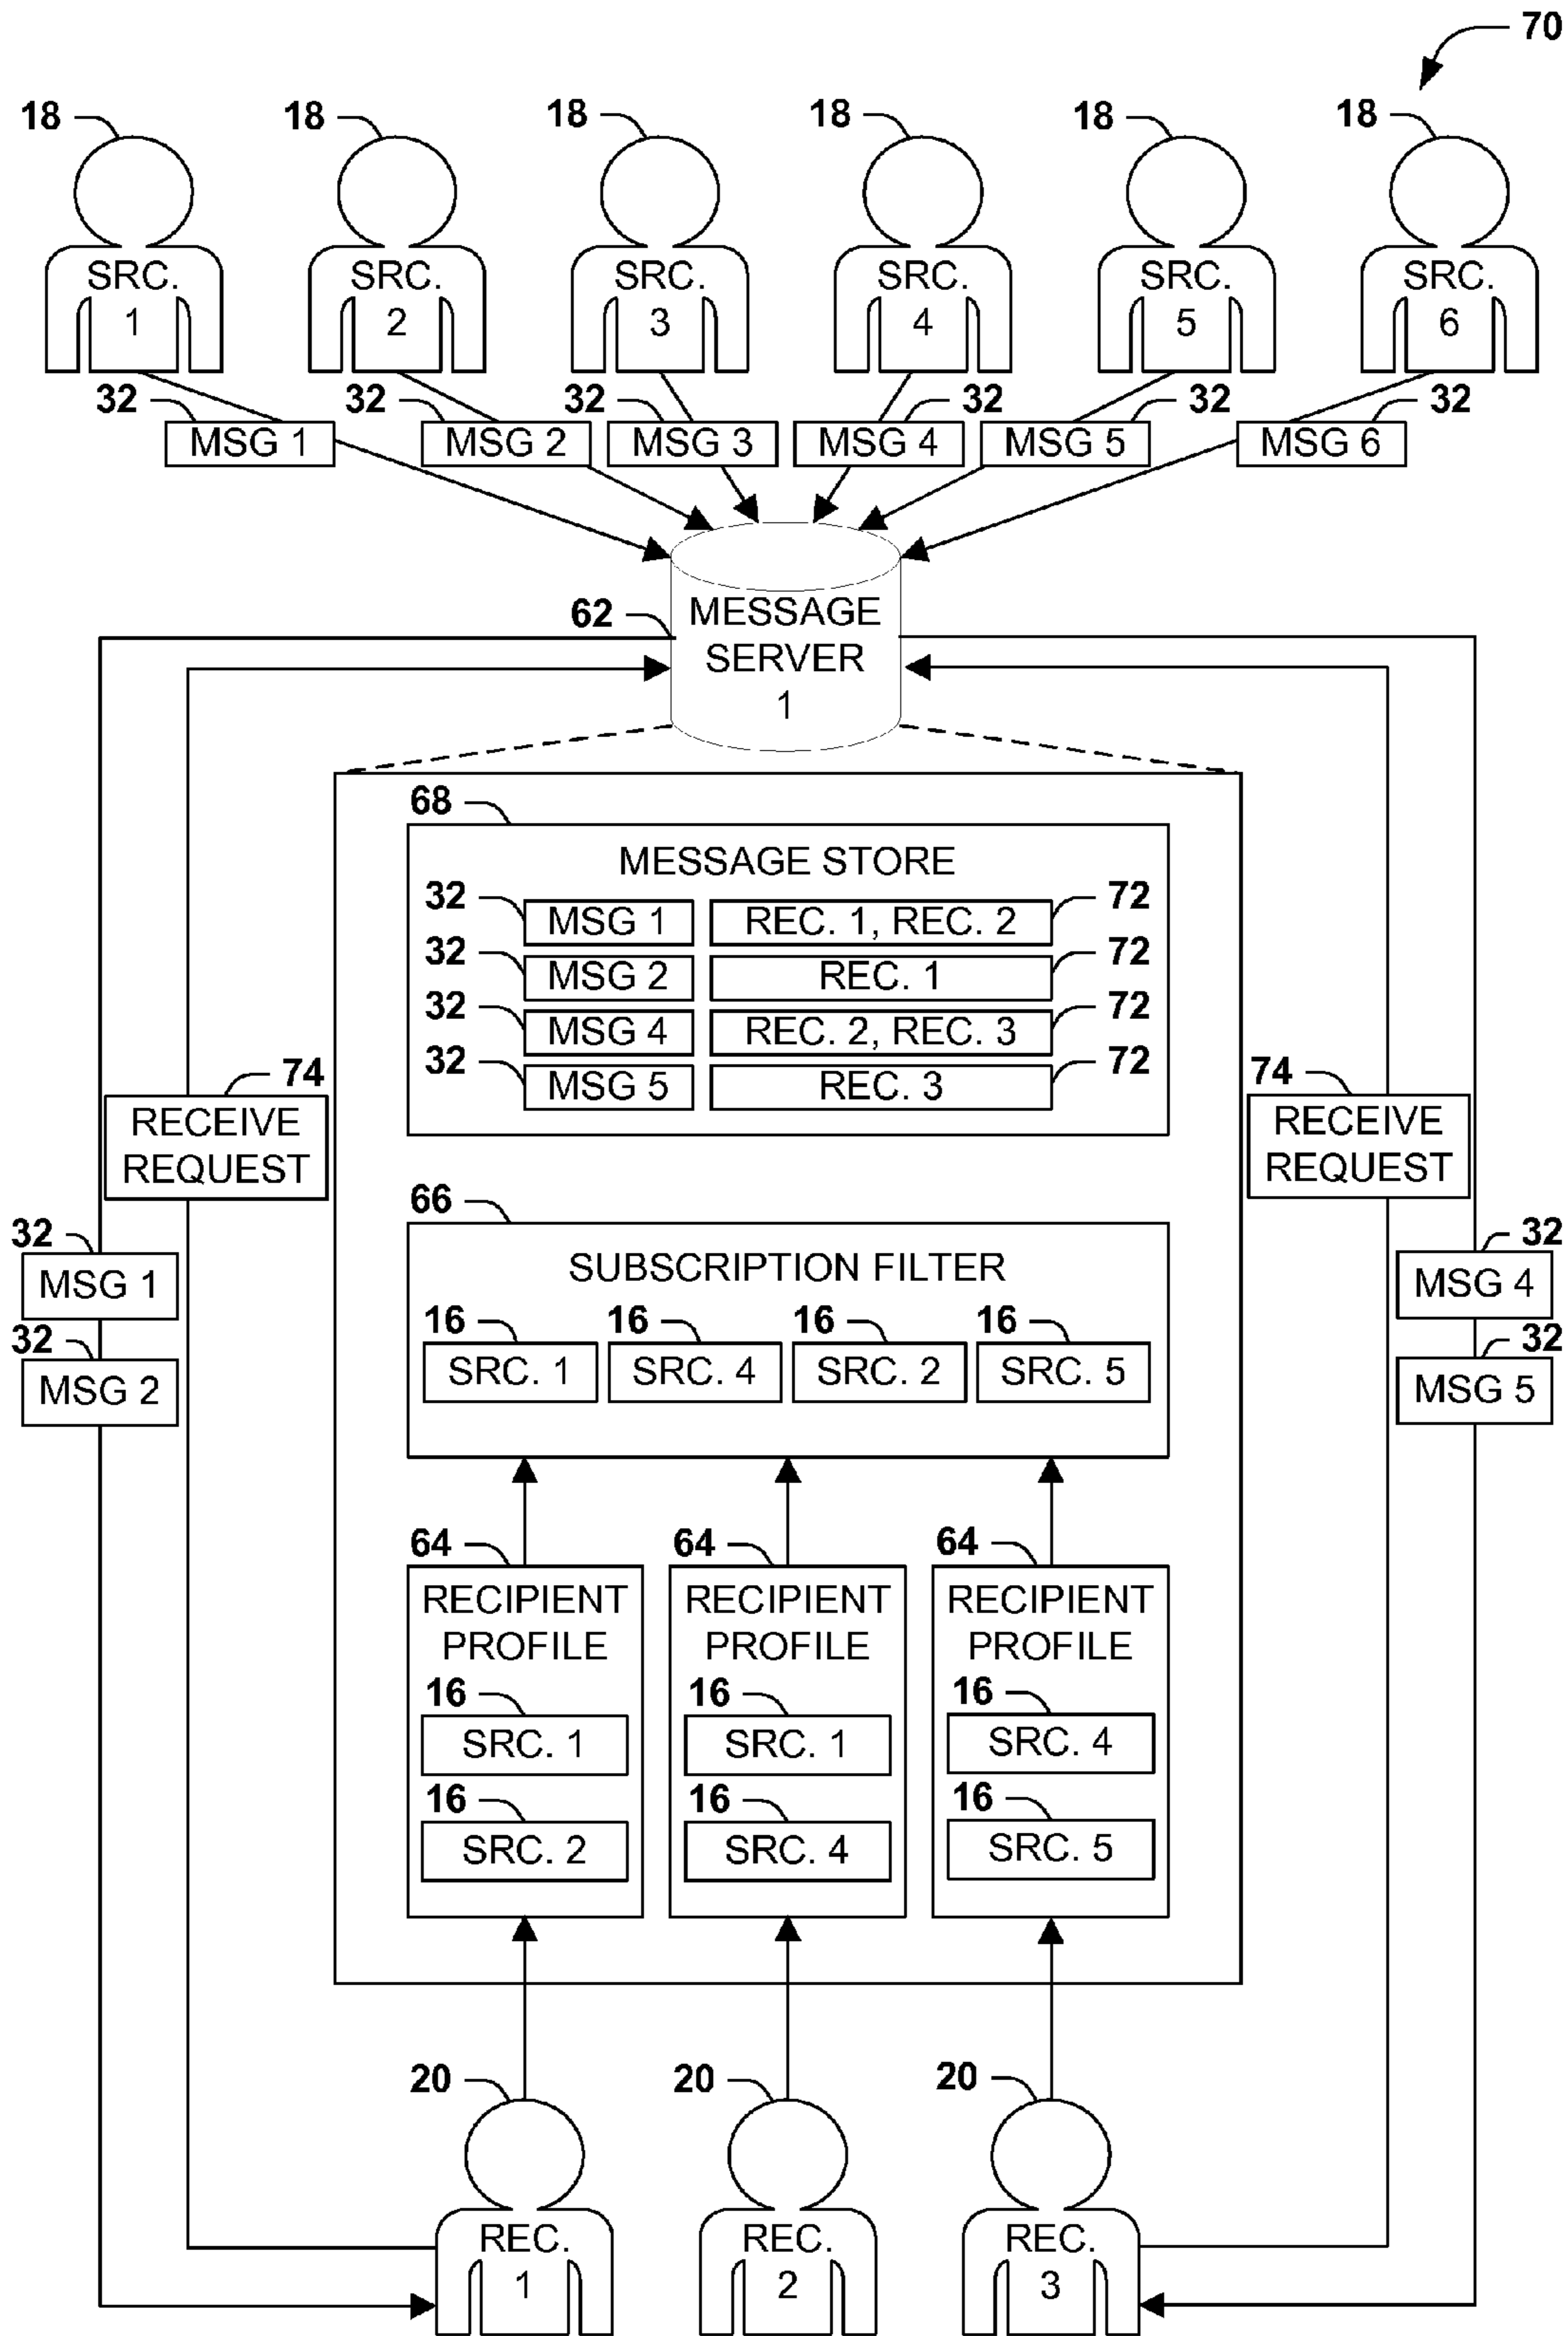 70
18 18 18 18 18 18
SRC. SRC. SRC. SRC. SRC. SRC.
1 2 3 4 5 6
32 32 32 32 32 32
MSG 1 MSG 2 MSG 3 MSG 4 MSG 5 MSG 6
62
MESSAGE
SERVER
1
68
MESSAGE STORE
32 MSG 1 REC. 1, REC. 2 72
32 MSG 2 REC. 1 72
32 MSG 4 REC. 2, REC. 3 72
32 MSG 5 REC. 3 72
74
RECEIVE
REQUEST
74
RECEIVE
REQUEST
32
MSG 1
32
MSG 2
32
MSG 4
32
MSG 5
66
SUBSCRIPTION FILTER
16 16 16 16
SRC. 1 SRC. 4 SRC. 2 SRC. 5
64 64 64
RECIPIENT RECIPIENT RECIPIENT
PROFILE PROFILE PROFILE
16 16 16
SRC. 1 SRC. 1 SRC. 4
16 16 16
SRC. 2 SRC. 4 SRC. 5
20 20 20
REC. REC. REC.
1 2 3